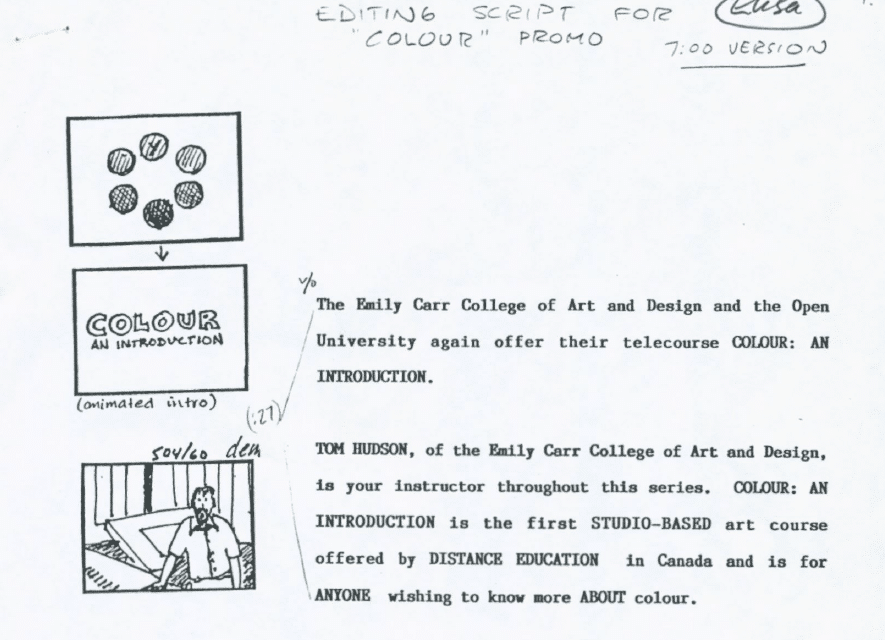 EDITING SCRIPT FOR
"COLOUR" PROMO
7:00 VERSION
COLOUR
AN INTRODUCTION
(animated intro)
v/o
The Emily Carr College of Art and Design and the Open
University again offer their telecourse COLOUR: AN
INTRODUCTION.
(:27)
504/60 dem
TOM HUDSON, of the Emily Carr College of Art and Design,
is your instructor throughout this series. COLOUR: AN
INTRODUCTION is the first STUDIO-BASED art course
offered by DISTANCE EDUCATION in Canada and is for
ANYONE wishing to know more ABOUT colour.